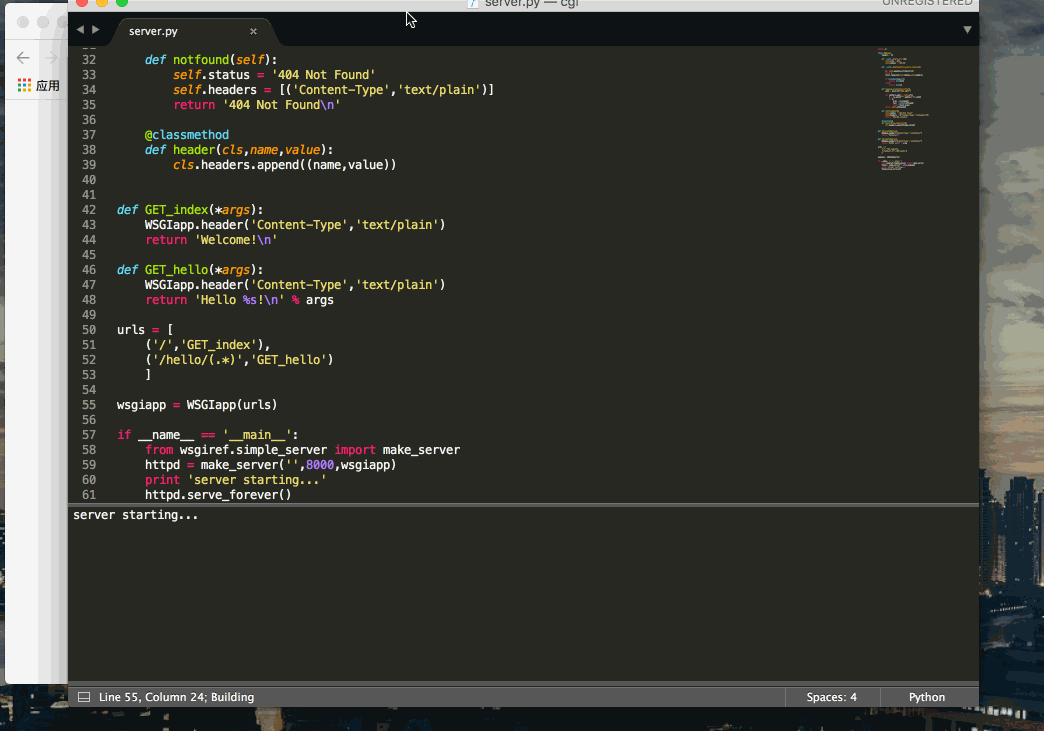 server.py — cgi
UNREGISTERED
server.py ×
应用
32 def notfound(self):
33 self.status = '404 Not Found'
34 self.headers = [('Content-Type','text/plain')]
35 return '404 Not Found\n'
36
37 @classmethod
38 def header(cls,name,value):
39 cls.headers.append((name,value))
40
41
42 def GET_index(*args):
43 WSGIapp.header('Content-Type','text/plain')
44 return 'Welcome!\n'
45
46 def GET_hello(*args):
47 WSGIapp.header('Content-Type','text/plain')
48 return 'Hello %s!\n' % args
49
50 urls = [
51 ('/','GET_index'),
52 ('/hello/(.*)','GET_hello')
53 ]
54
55 wsgiapp = WSGIapp(urls)
56
57 if __name__ == '__main__':
58 from wsgiref.simple_server import make_server
59 httpd = make_server('',8000,wsgiapp)
60 print 'server starting...'
61 httpd.serve_forever()
server starting...
Line 55, Column 24; Building
Spaces: 4
Python